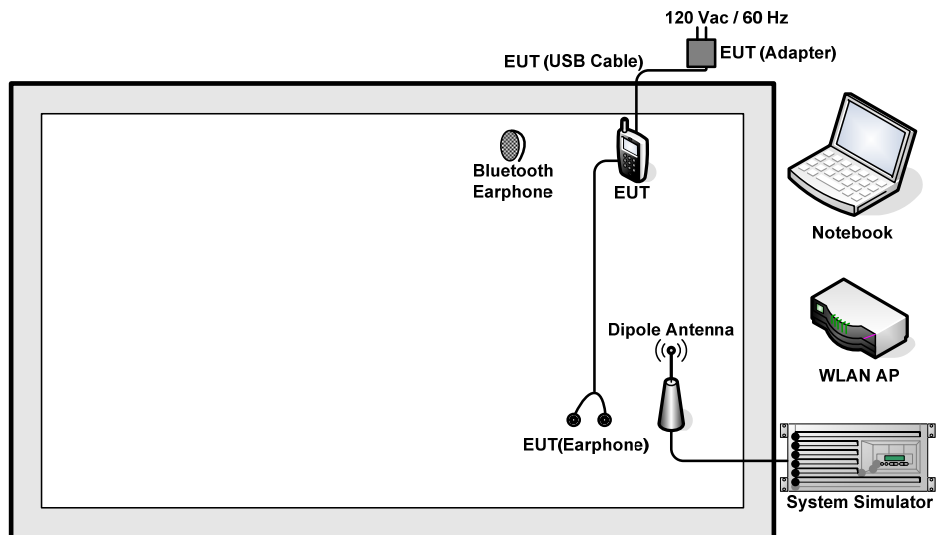 120 Vac / 60 Hz
EUT (USB Cable)
EUT (Adapter)
Bluetooth
Earphone
EUT
Notebook
Dipole Antenna
WLAN AP
EUT(Earphone)
System Simulator